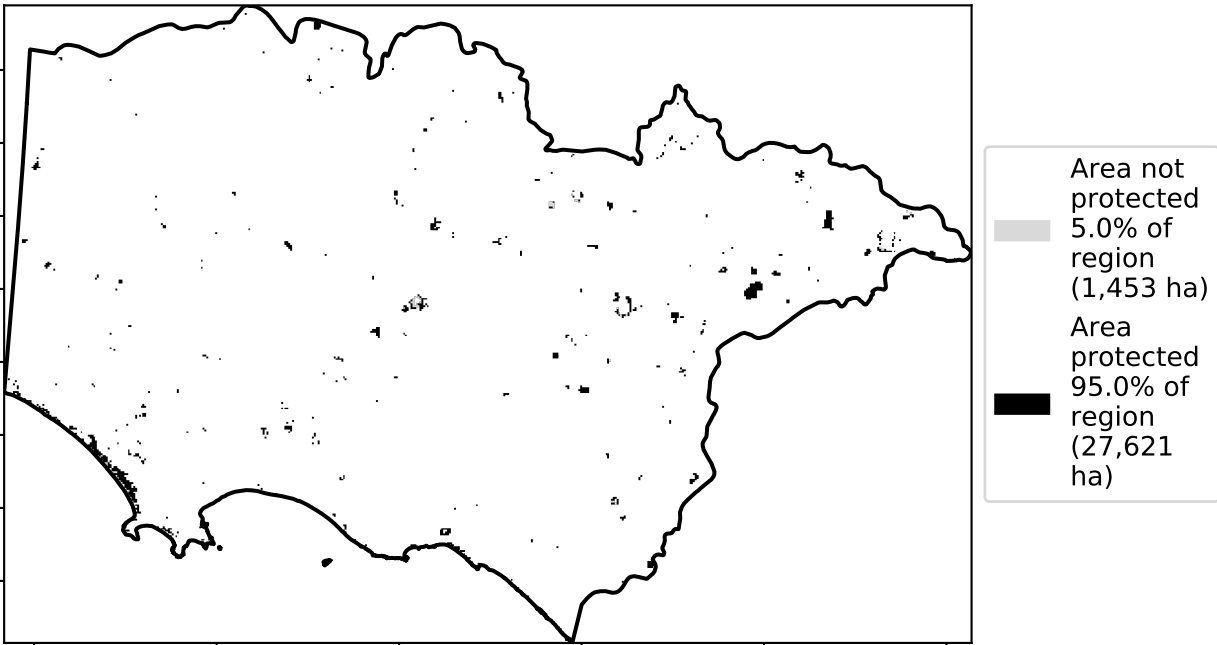 Area not
protected
5.0% of
region
(1,453 ha)
Area
protected
95.0% of
region
(27,621
ha)